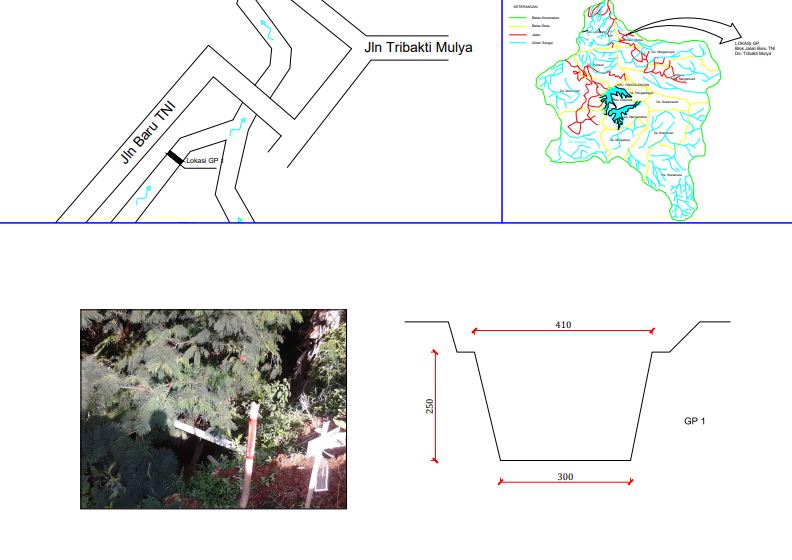 Jln Tribakti Mulya
Jln Baru TNI
Lokasi GP
KETERANGAN
Batas Kecamatan
Batas Desa
Jalan
Aliran Sungai
LOKASI GP
Blok Jalan Baru TNI
Ds. Tribakti Mulya
410
250
300
GP 1